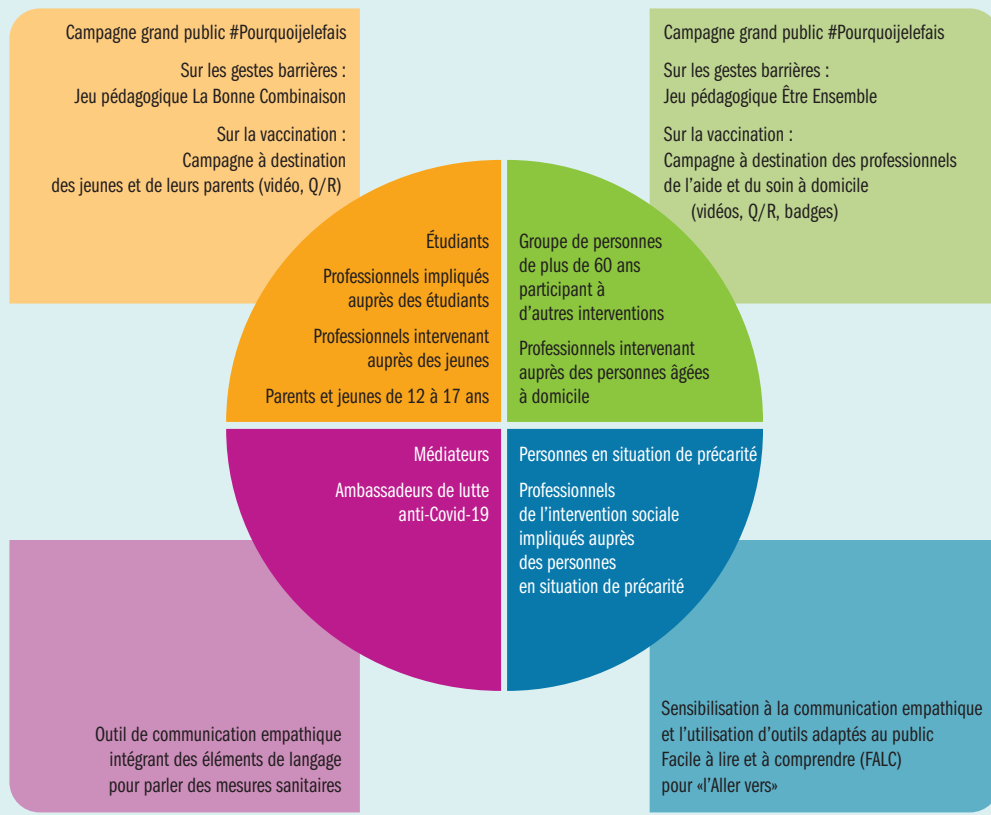 Campagne grand public #Pourquoijelefais
Sur les gestes barrières :
Jeu pédagogique La Bonne Combinaison
Sur la vaccination :
Campagne à destination
des jeunes et de leurs parents (vidéo, Q/R)
Campagne grand public #Pourquoijelefais
Sur les gestes barrières :
Jeu pédagogique Être Ensemble
Sur la vaccination :
Campagne à destination des professionnels
de l'aide et du soin à domicile
(vidéos, Q/R, badges)
Étudiants
Professionnels impliqués
auprès des étudiants
Professionnels intervenant
auprès des jeunes
Parents et jeunes de 12 à 17 ans
Groupe de personnes
de plus de 60 ans
participant à
d'autres interventions
Professionnels intervenant
auprès des personnes âgées
à domicile
Médiateurs
Ambassadeurs de lutte
anti-Covid-19
Personnes en situation de précarité
Professionnels
de l'intervention sociale
impliqués auprès
des personnes
en situation de précarité
Outil de communication empathique
intégrant des éléments de langage
pour parler des mesures sanitaires
Sensibilisation à la communication empathique
et l'utilisation d'outils adaptés au public
Facile à lire et à comprendre (FALC)
pour «l'Aller vers»